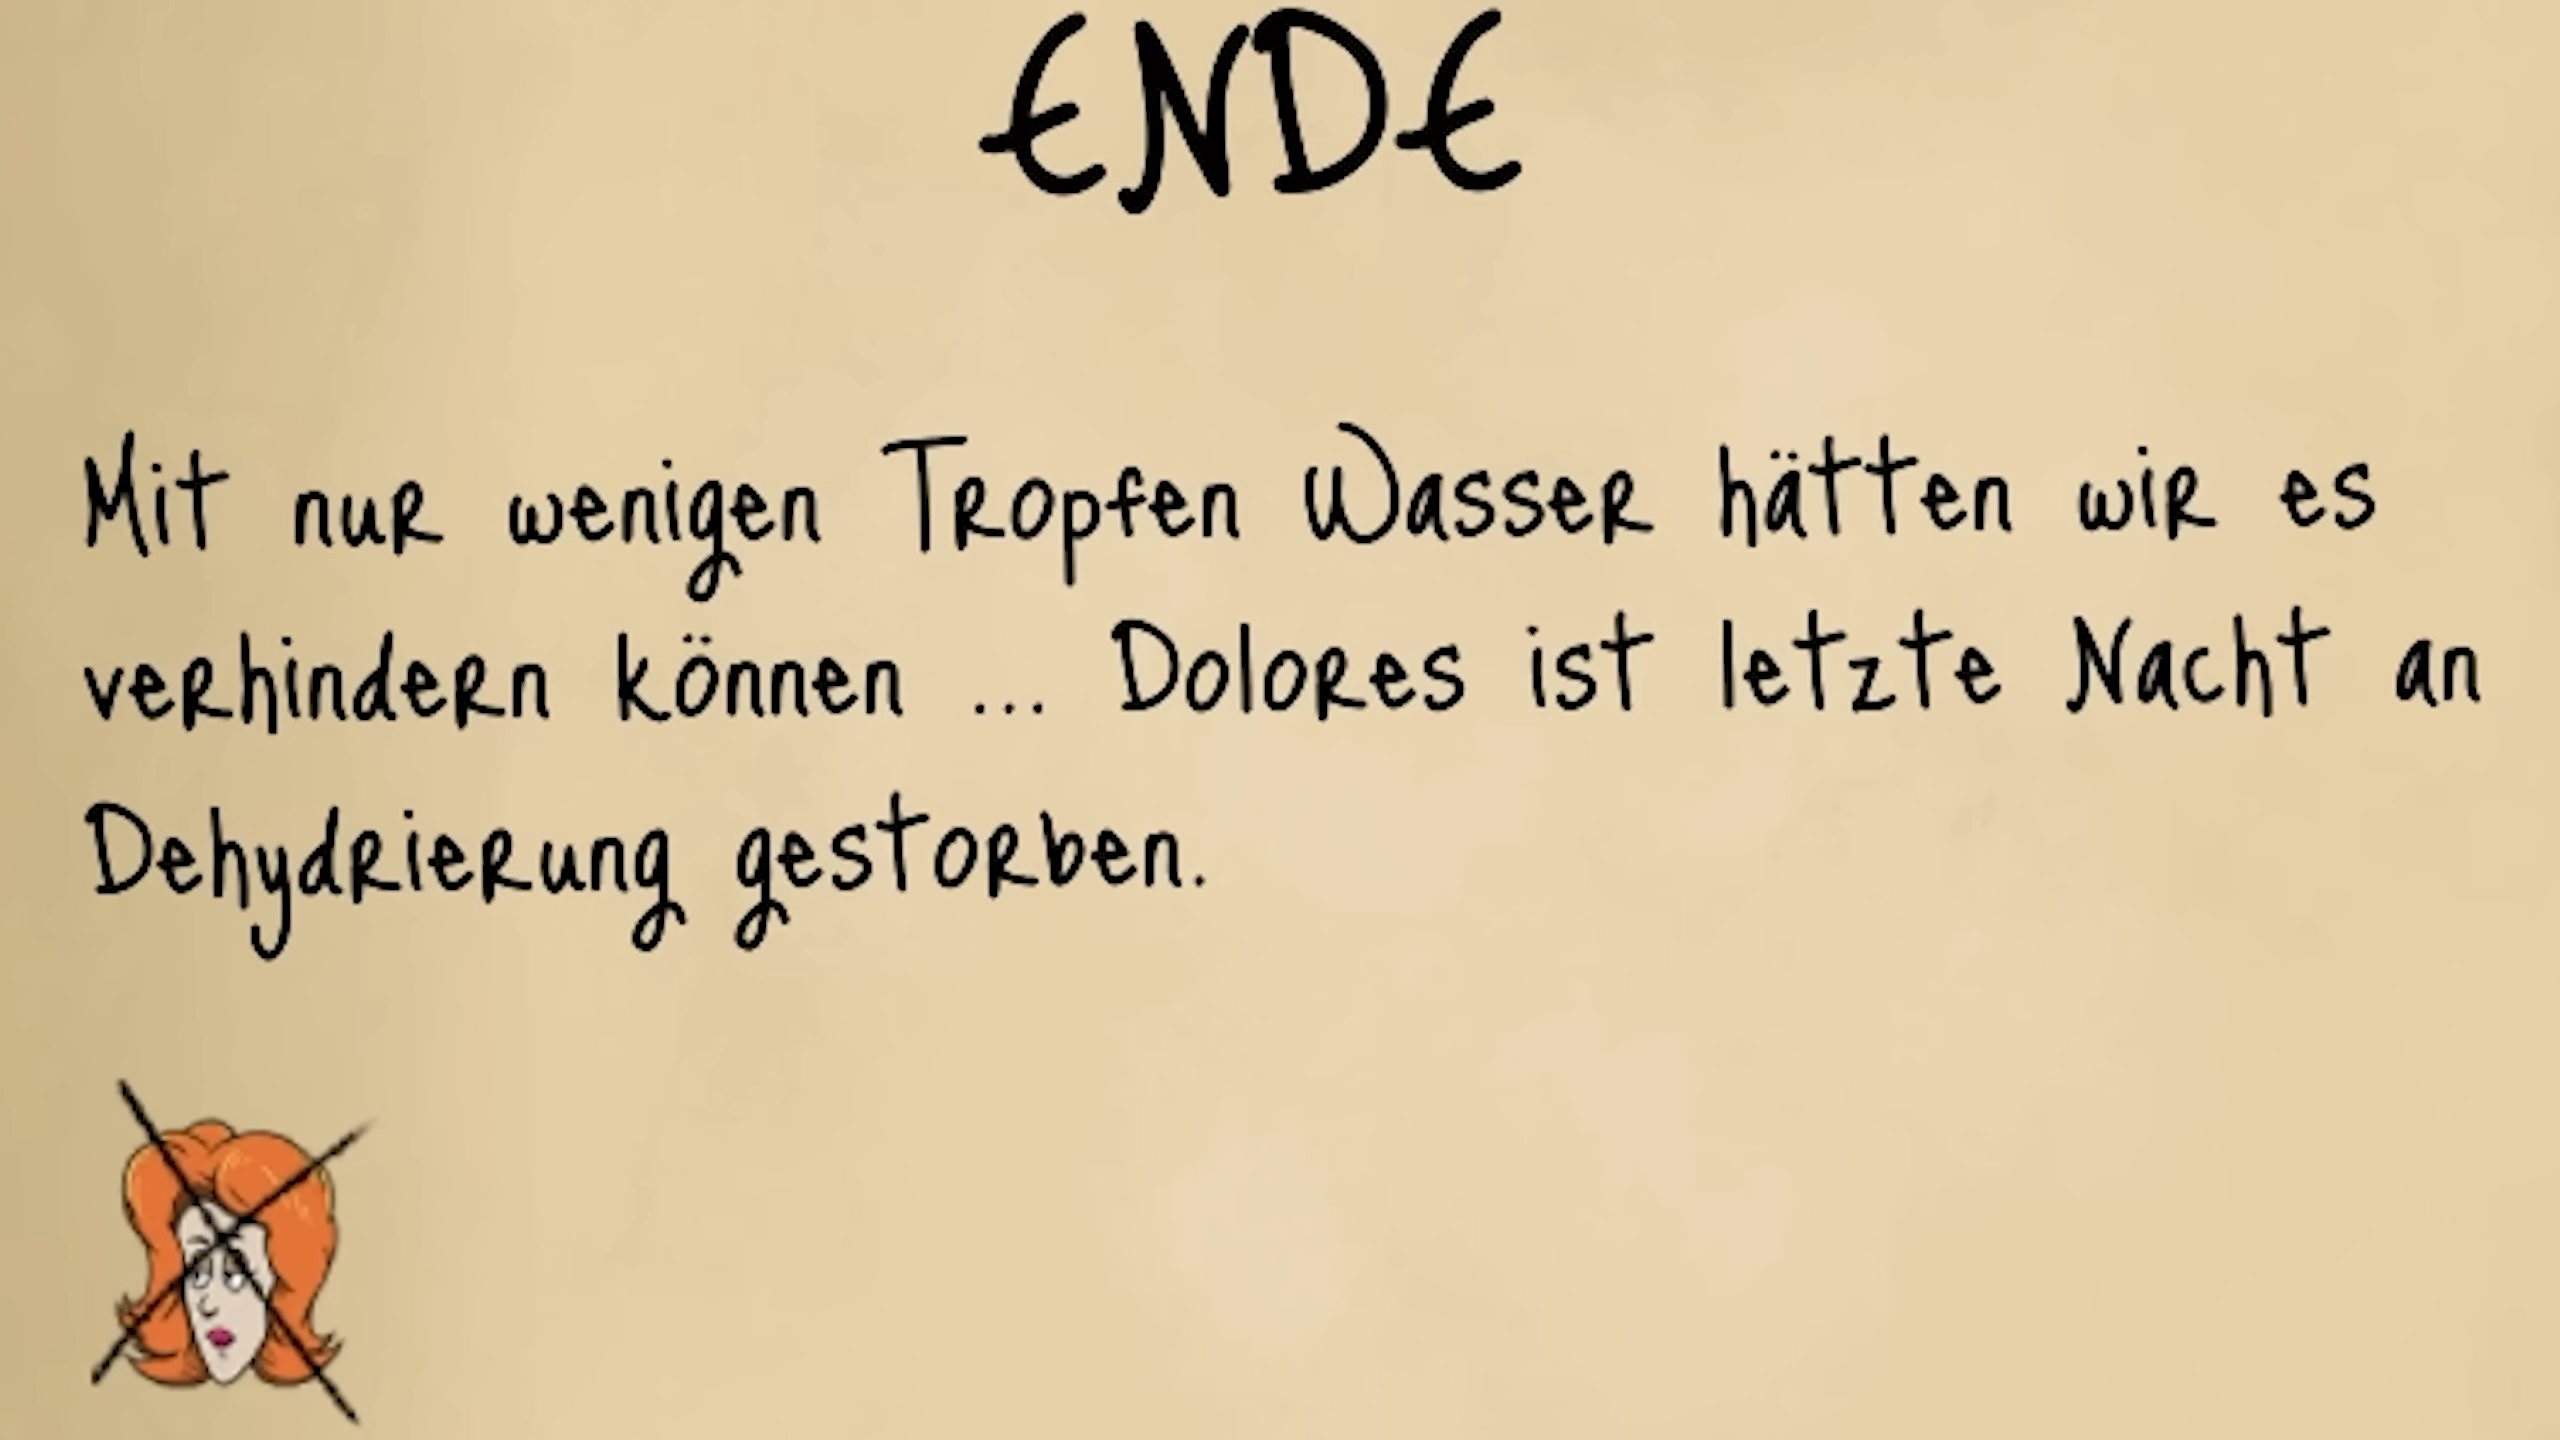 ENDE
Mit nur wenigen Tropfen Wasser hätten wir es
verhindern können ... Dolores ist letzte Nacht an
Dehydrierung gestorben.